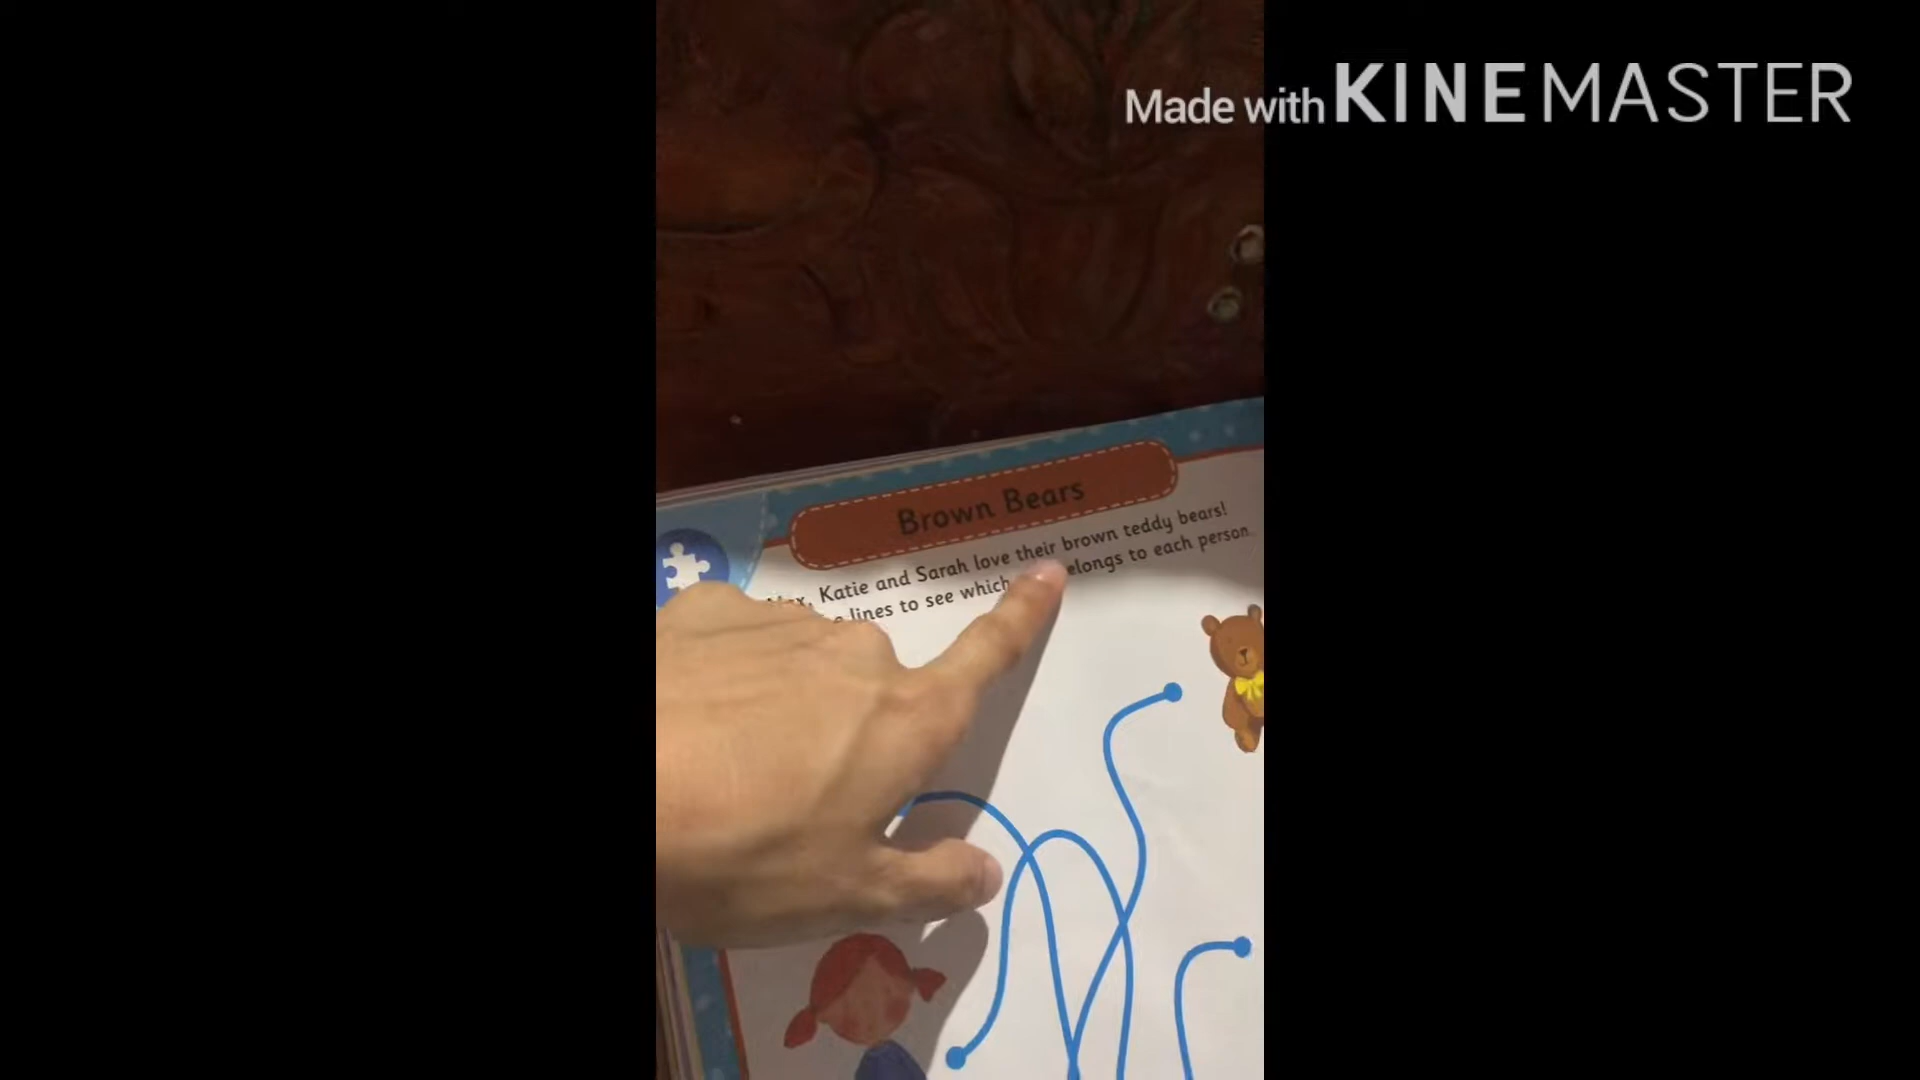 Made with KINEMASTER
Brown Bears
Katie and Sarah love their brown teddy bears!
lines to see which belongs to each person